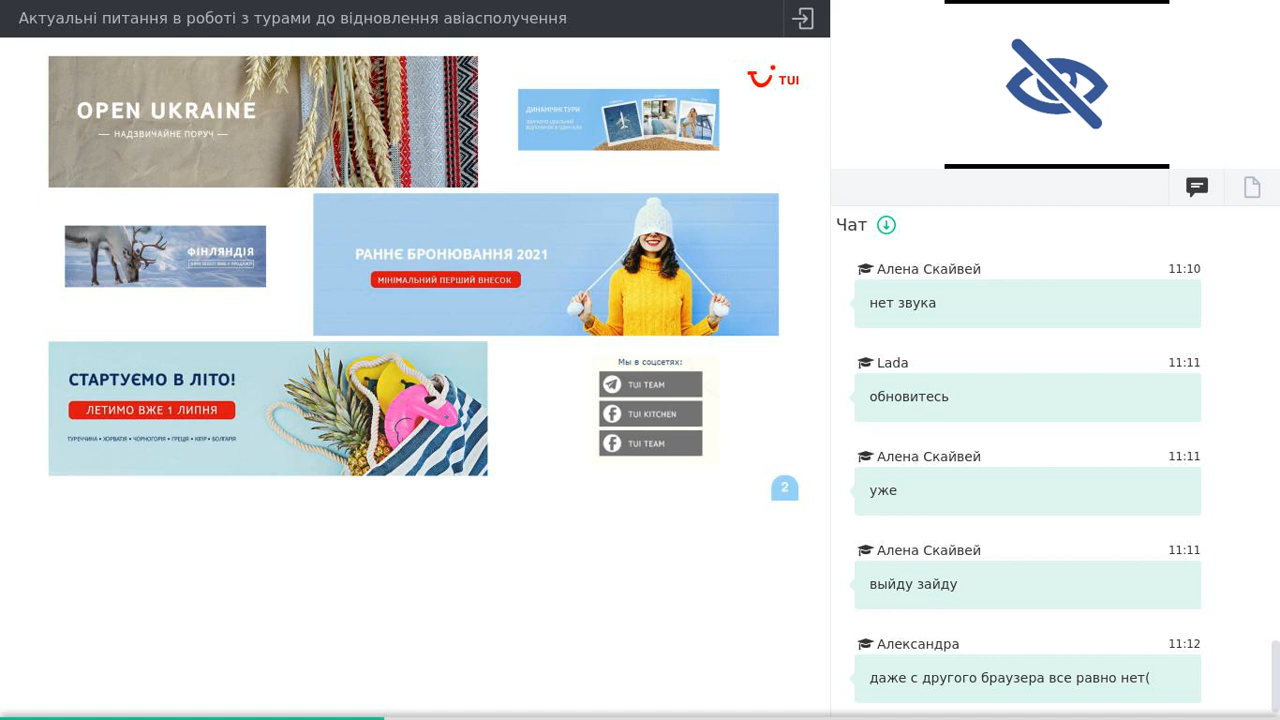 Актуальні питання в роботі з турами до відновлення авіасполучення
OPEN UKRAINE
НАДЗВИЧАЙНЕ ПОРУЧ
ДИНАМІЧНІ ТУРИ
TUI
ФІНЛЯНДІЯ
РАННЄ БРОНЮВАННЯ 2021
МІНІМАЛЬНИЙ ПЕРШИЙ ВНЕСОК
СТАРТУЄМО В ЛІТО!
ЛЕТИМО ВЖЕ 1 ЛИПНЯ
ТУРЕЧЧИНА • ХОРВАТІЯ • ЧОРНОГОРІЯ • ГРЕЦІЯ • КІПР • БОЛГАРІЯ
Мы в соцсетях:
TUI TEAM
TUI KITCHEN
TUI TEAM
2
Чат
Алена Скайвей 11:10
нет звука
Lada 11:11
обновитесь
Алена Скайвей 11:11
уже
Алена Скайвей 11:11
выйду зайду
Александра 11:12
даже с другого браузера все равно нет(